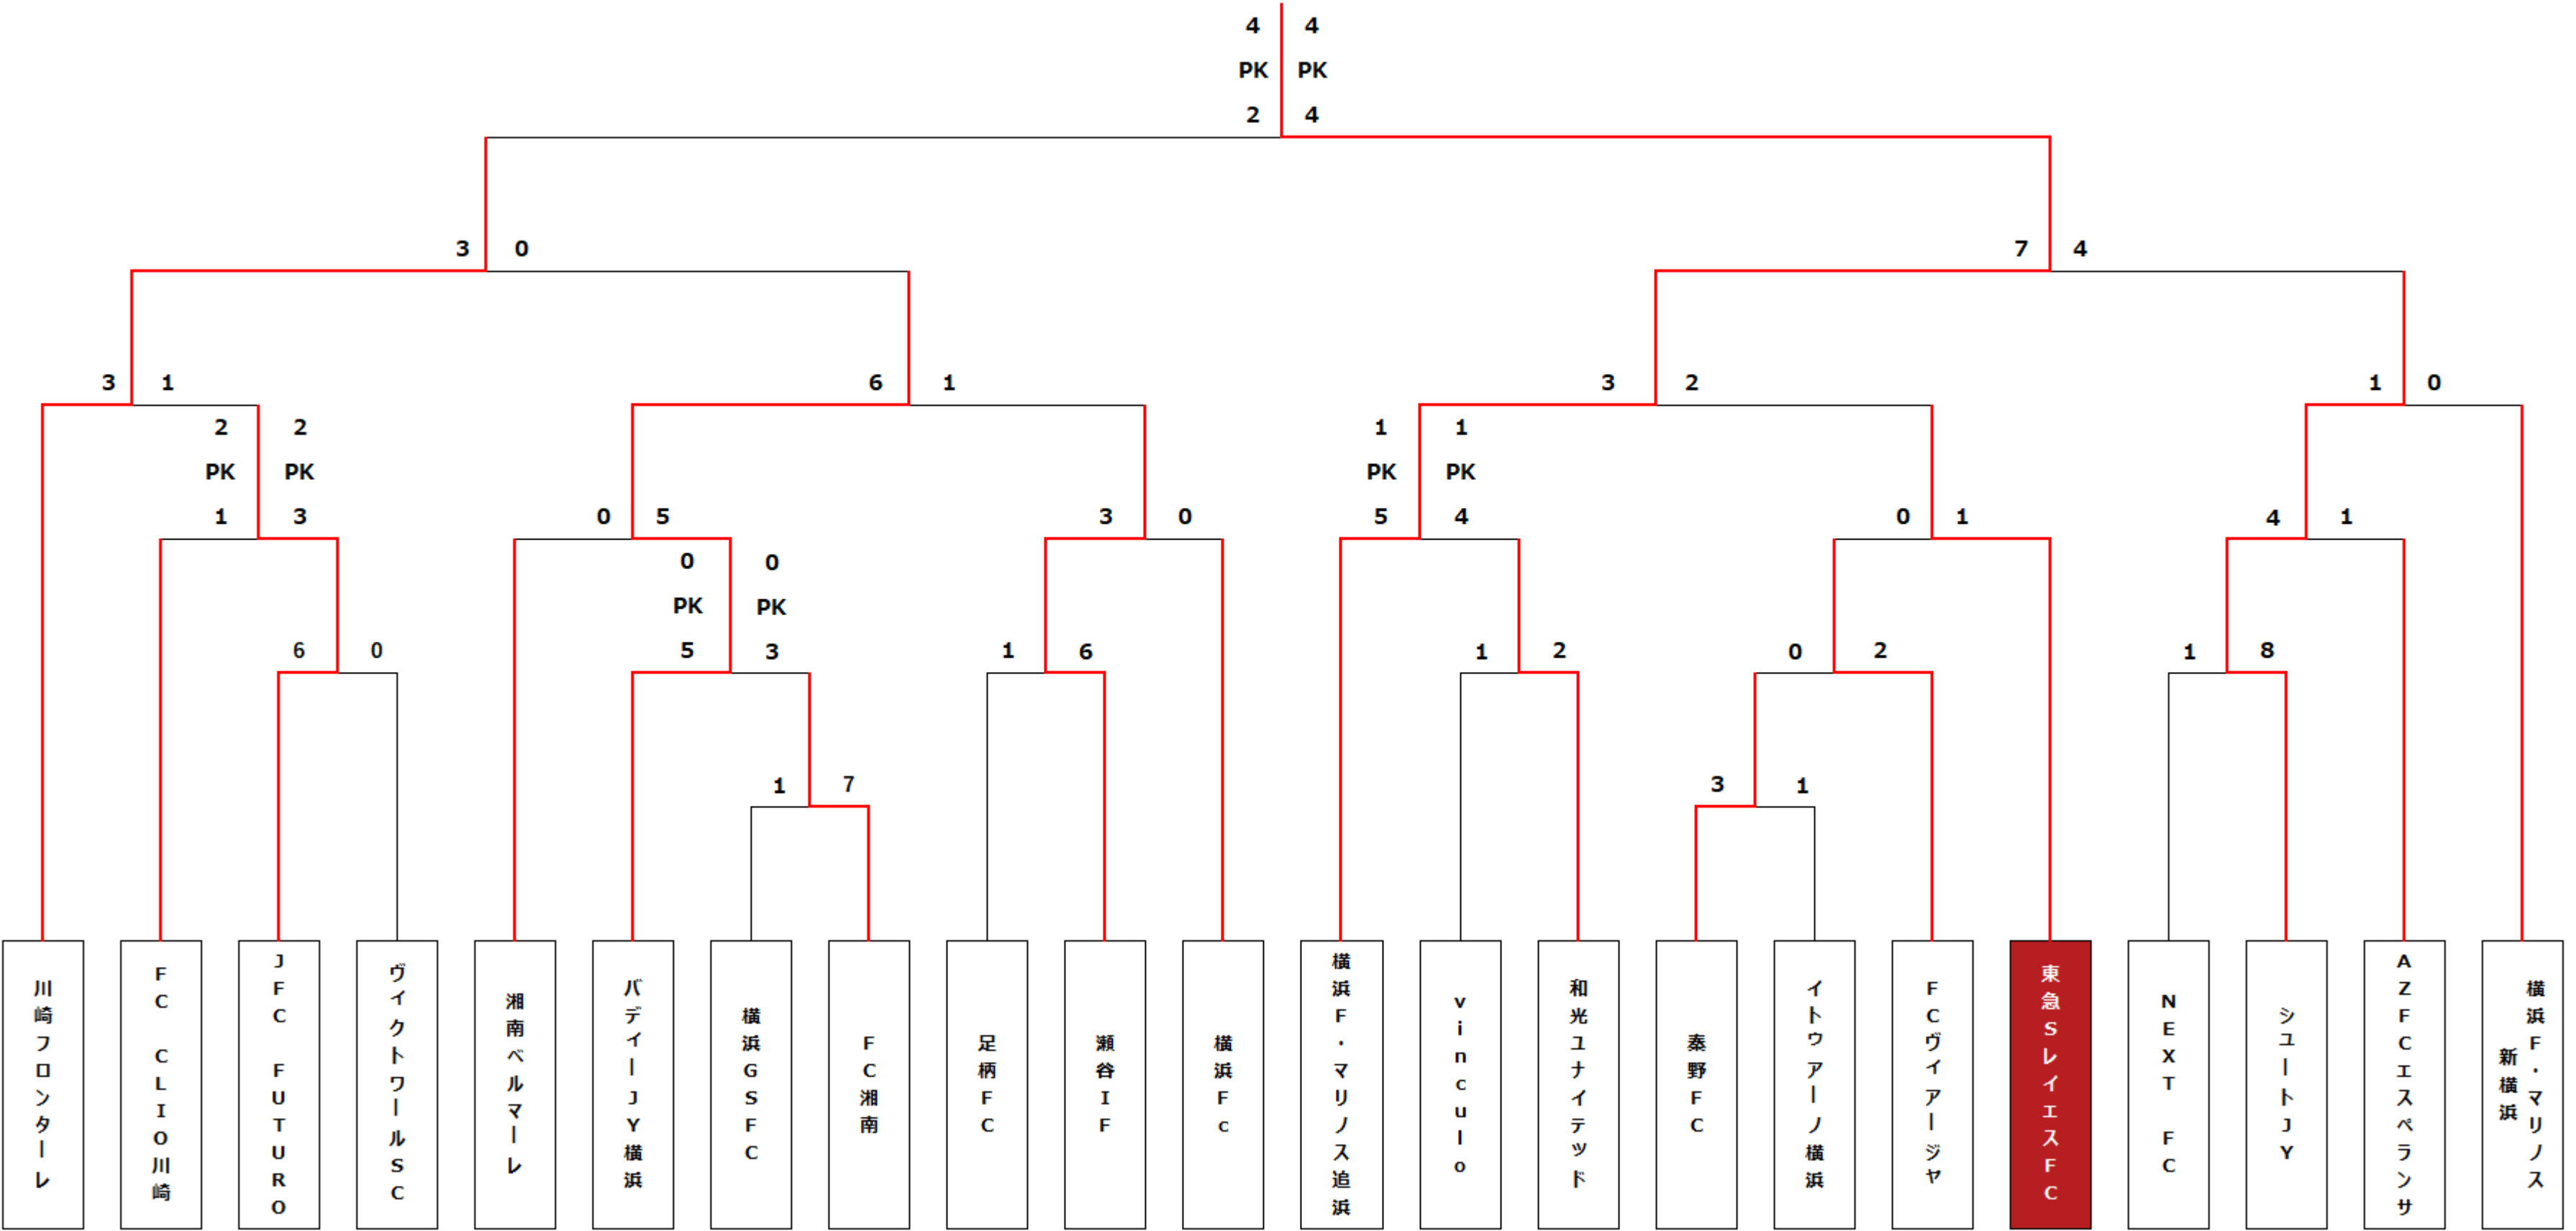 4 4
PK PK
2 4
3 0
7 4
3 1
6 1
3 2
1 0
2 2
1 1
PK PK
PK PK
1 3
0 5
3 0
5 4
0 1
4 1
0 0
PK PK
6 0
5 3
1 6
1 2
0 2
1 8
1 7
3 1
川崎フロンターレ
FC CLIO川崎
JFC FUTURO
ヴィクトワールSC
湘南ベルマーレ
バディーJY横浜
横浜GSFC
FC湘南
足柄FC
瀬谷IF
横浜Fc
横浜F・マリノス追浜
vinculo
和光ユナイテッド
秦野FC
イトゥアーノ横浜
FCヴィアージヤ
東急SレイエスFC
NEXT FC
シュートJY
AZFCエスペランサ
横浜F・マリノス
新横浜